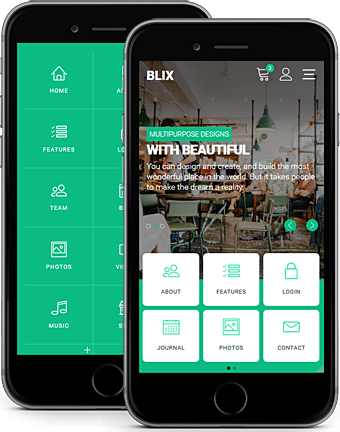 HOME
FEATURES
TEAM
PHOTOS
MUSIC
BLIX
3
MULTIPURPOSE DESIGNS
WITH BEAUTIFUL
You can design and create, and build the most
wonderful place in the world. But it takes people
to make the dream a reality
ABOUT
FEATURES
LOGIN
JOURNAL
PHOTOS
CONTACT